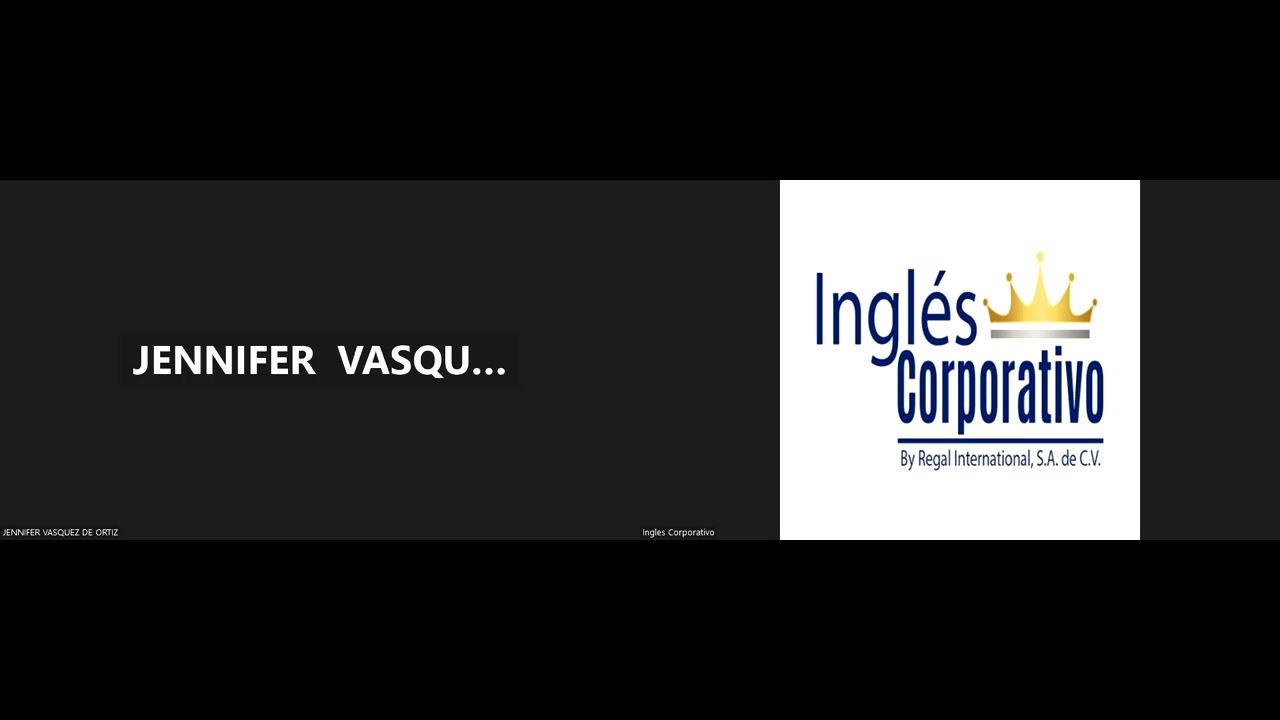 JENNIFER VASQU...
JENNIFER VASQUEZ DE ORTIZ
Inglés
Corporativo
By Regal International, S.A. de C.V.
Ingles Corporativo